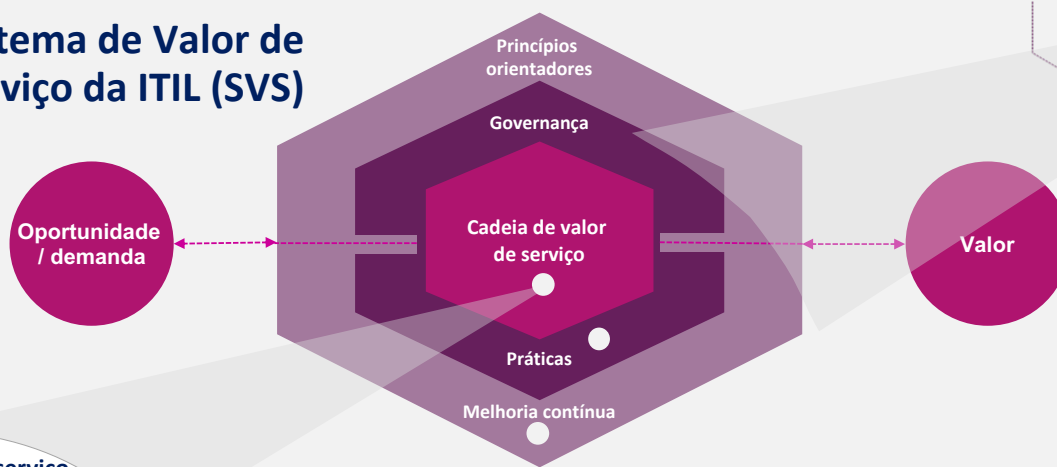 tema de Valor de
viço da ITIL (SVS)
Princípios
orientadores
Governança
Oportunidade
/ demanda
Cadeia de valor
de serviço
Valor
Práticas
Melhoria contínua